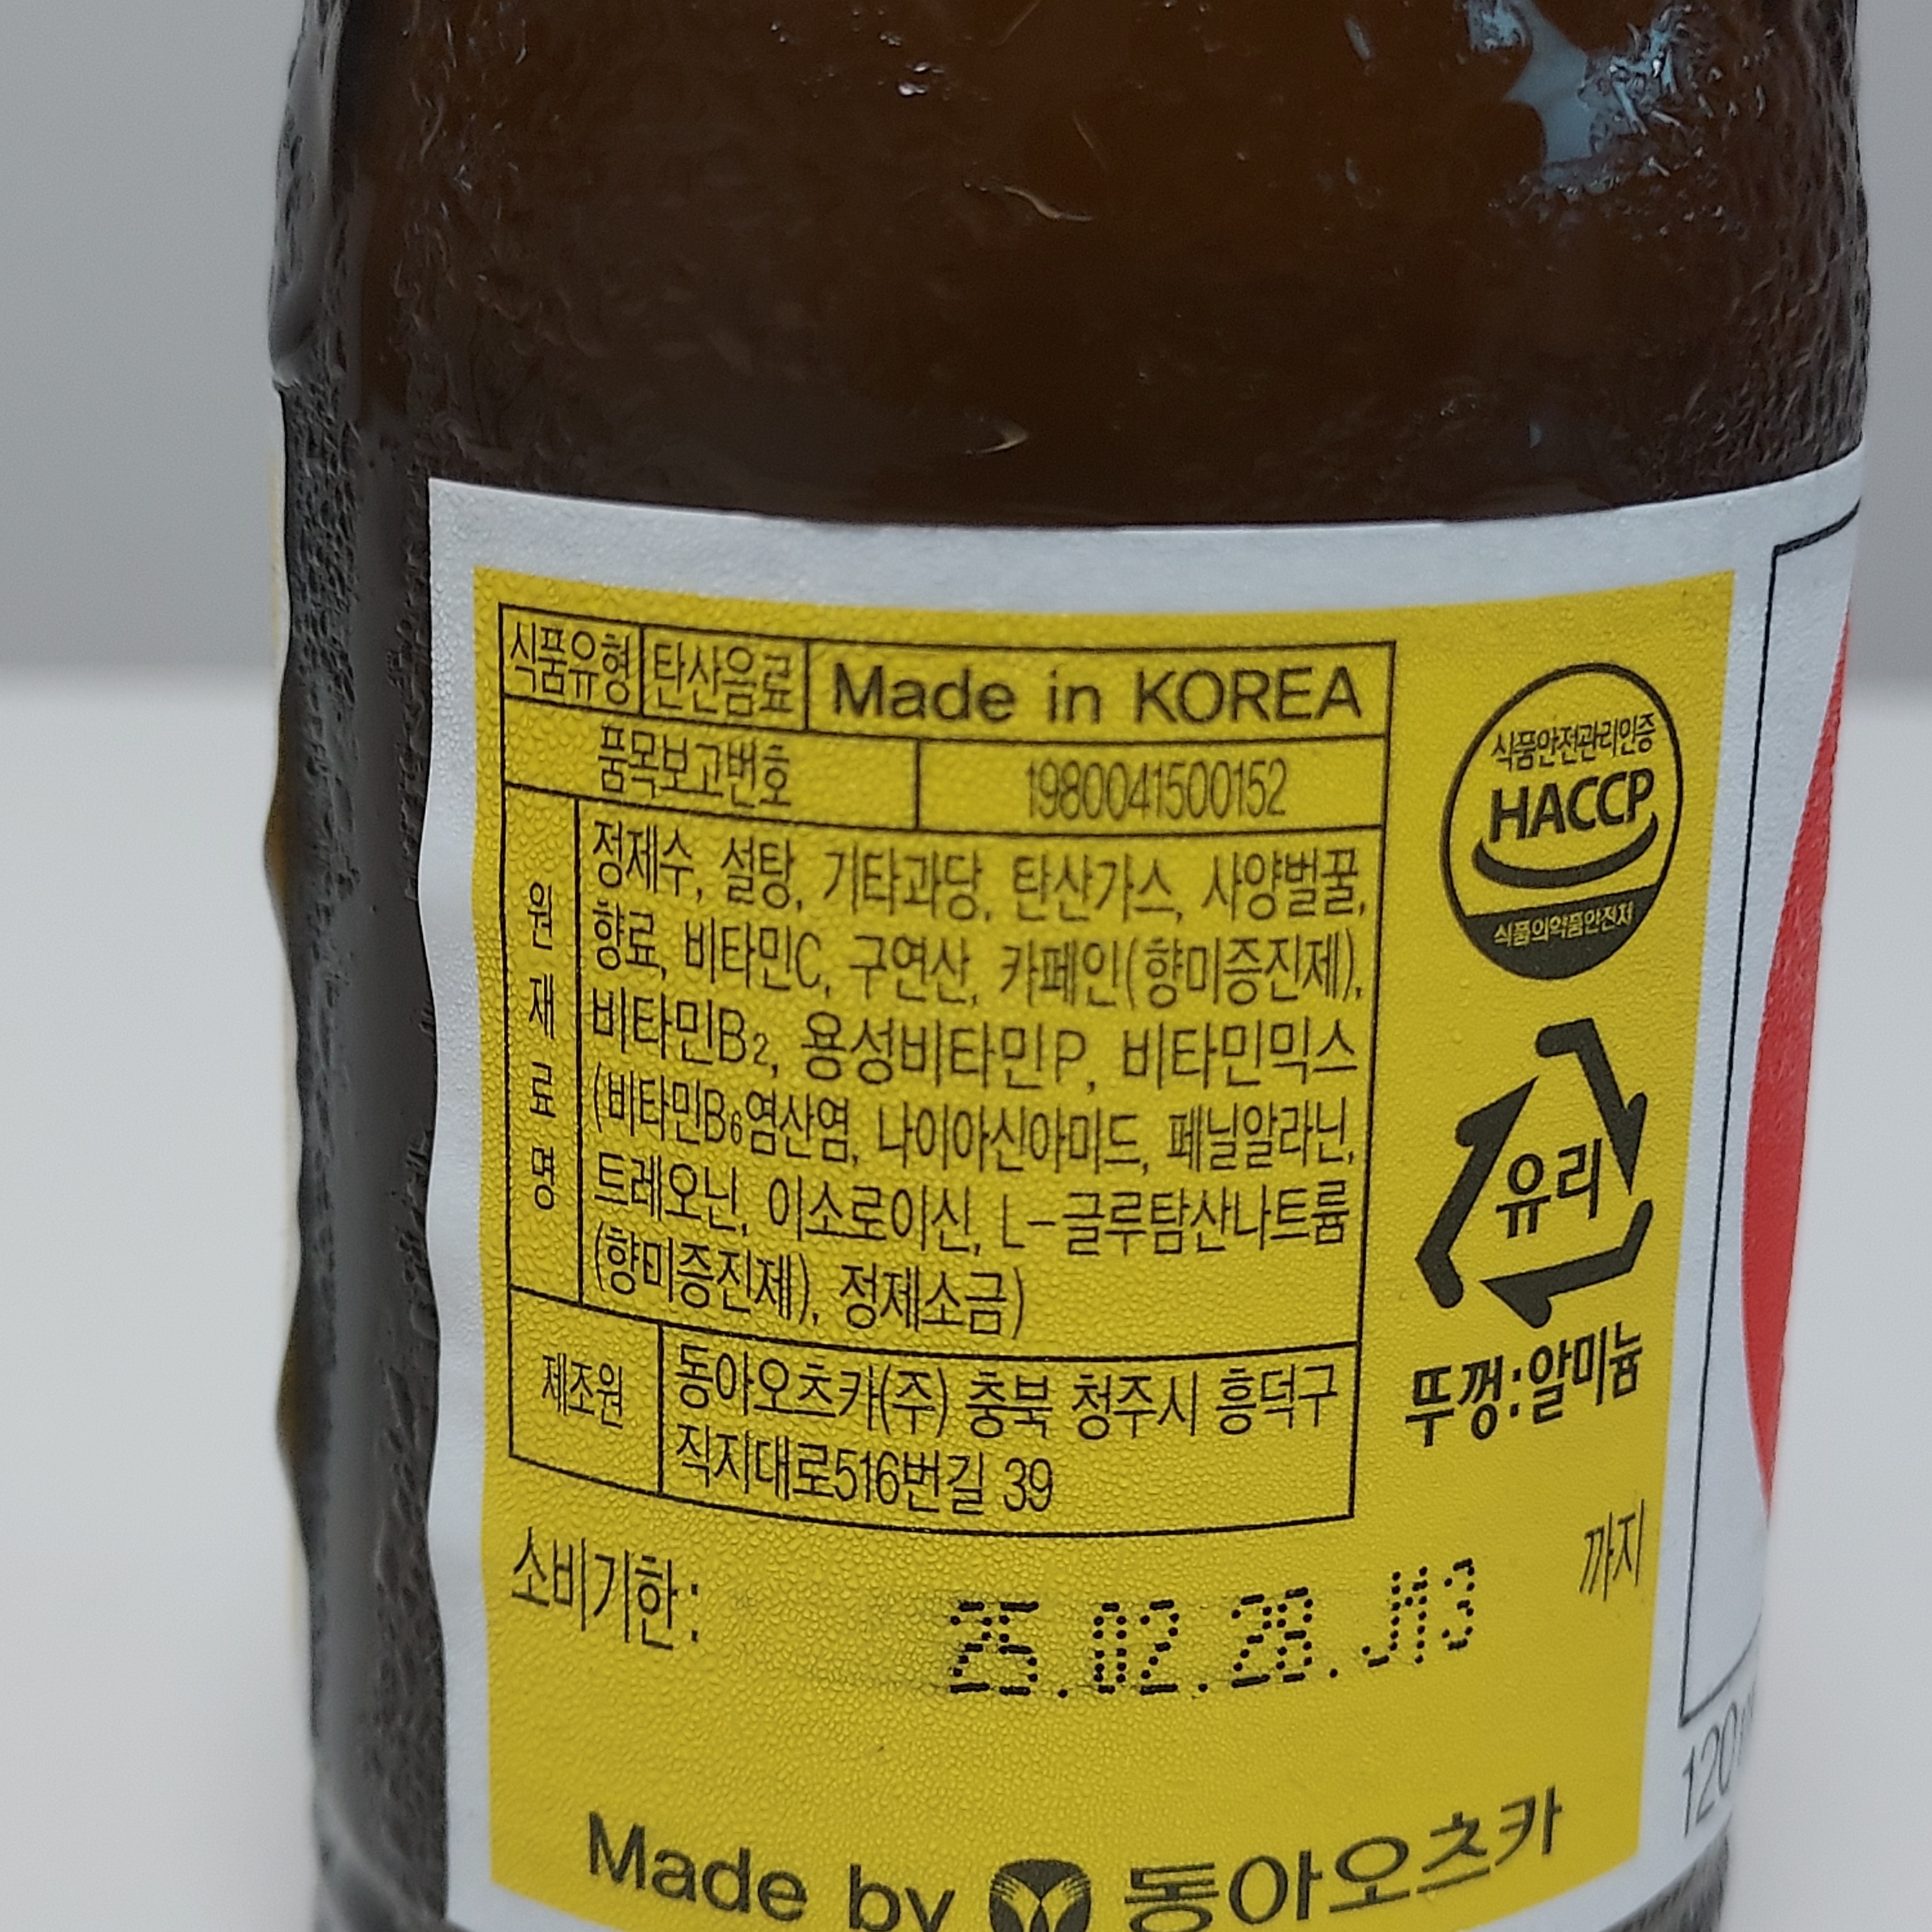 식품유형 탄산음료 Made in KOREA
품목보고번호 1980041500152
원재료명
정제수, 설탕, 기타과당, 탄산가스, 사양벌꿀,
향료, 비타민C, 구연산, 카페인(향미증진제),
비타민B₂, 용성비타민P, 비타민믹스
(비타민B₆염산염, 나이아신아미드, 페닐알라닌,
트레오닌, 이소로이신, L-글루탐산나트륨
(향미증진제), 정제소금)
제조원
동아오츠카(주) 충북 청주시 흥덕구
직지대로516번길 39
식품안전관리인증
HACCP
식품의약품안전처
유리
뚜껑:알미늄
소비기한: 25.02.28.JM3 까지
Made by 동아오츠카
120